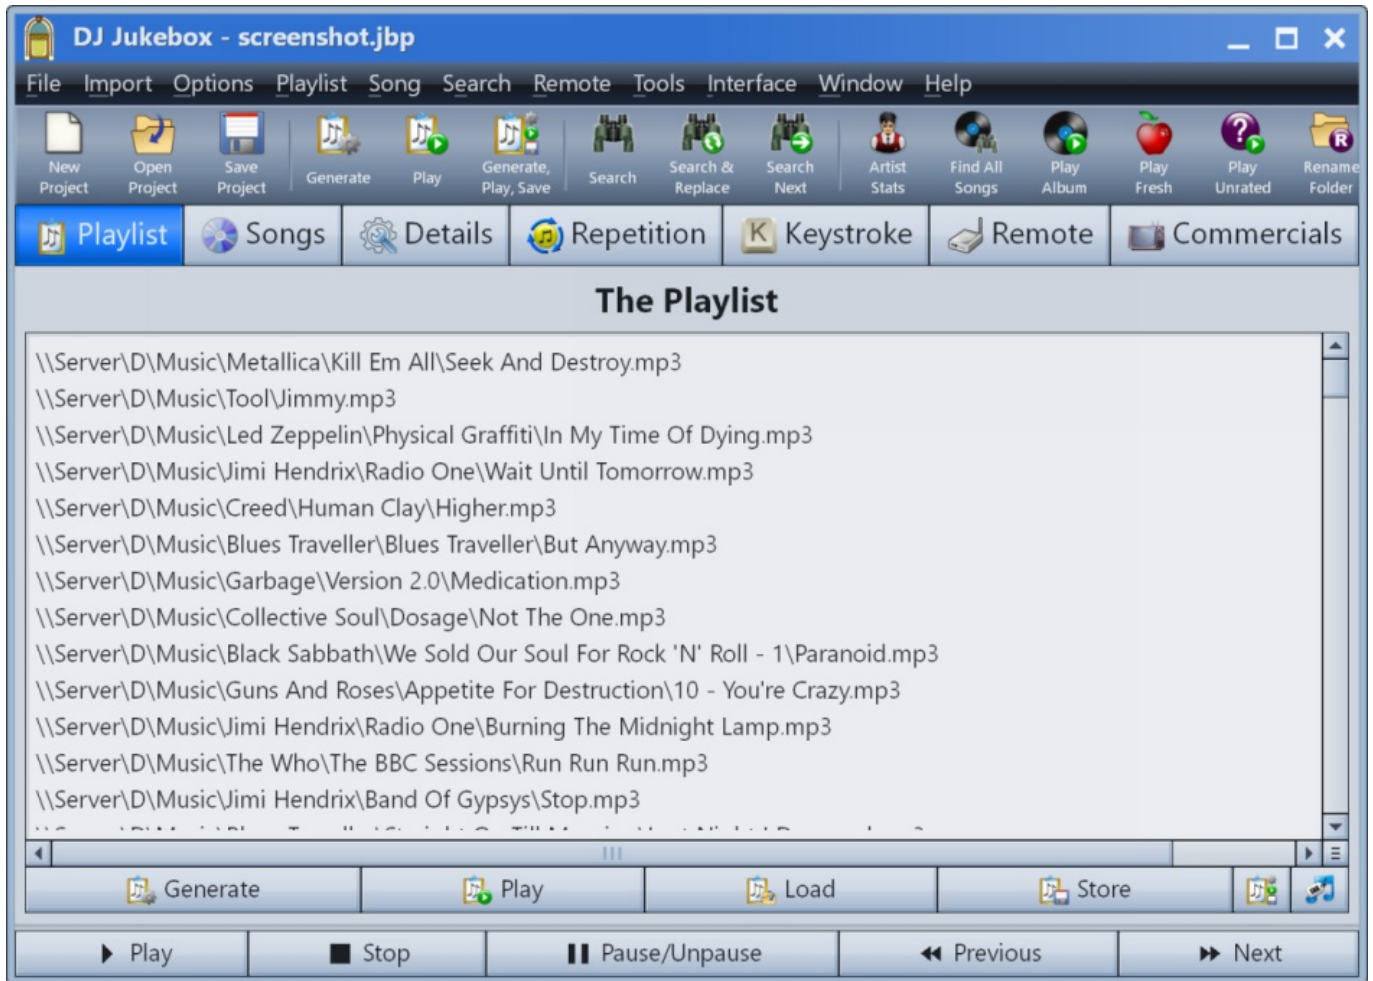 DJ Jukebox - screenshot.jbp
File Import Options Playlist Song Search Remote Tools Interface Window Help
New Project
Open Project
Save Project
Generate
Play
Generate, Play, Save
Search
Search & Replace
Search Next
Artist Stats
Find All Songs
Play Album
Play Fresh
Play Unrated
Rename Folder
Playlist Songs Details Repetition Keystroke Remote Commercials
The Playlist
\\Server\D\Music\Metallica\Kill Em All\Seek And Destroy.mp3
\\Server\D\Music\Tool\Jimmy.mp3
\\Server\D\Music\Led Zeppelin\Physical Graffiti\In My Time Of Dying.mp3
\\Server\D\Music\Jimi Hendrix\Radio One\Wait Until Tomorrow.mp3
\\Server\D\Music\Creed\Human Clay\Higher.mp3
\\Server\D\Music\Blues Traveller\Blues Traveller\But Anyway.mp3
\\Server\D\Music\Garbage\Version 2.0\Medication.mp3
\\Server\D\Music\Collective Soul\Dosage\Not The One.mp3
\\Server\D\Music\Black Sabbath\We Sold Our Soul For Rock 'N' Roll - 1\Paranoid.mp3
\\Server\D\Music\Guns And Roses\Appetite For Destruction\10 - You're Crazy.mp3
\\Server\D\Music\Jimi Hendrix\Radio One\Burning The Midnight Lamp.mp3
\\Server\D\Music\The Who\The BBC Sessions\Run Run Run.mp3
\\Server\D\Music\Jimi Hendrix\Band Of Gypsys\Stop.mp3
Generate Play Load Store
Play Stop Pause/Unpause Previous Next